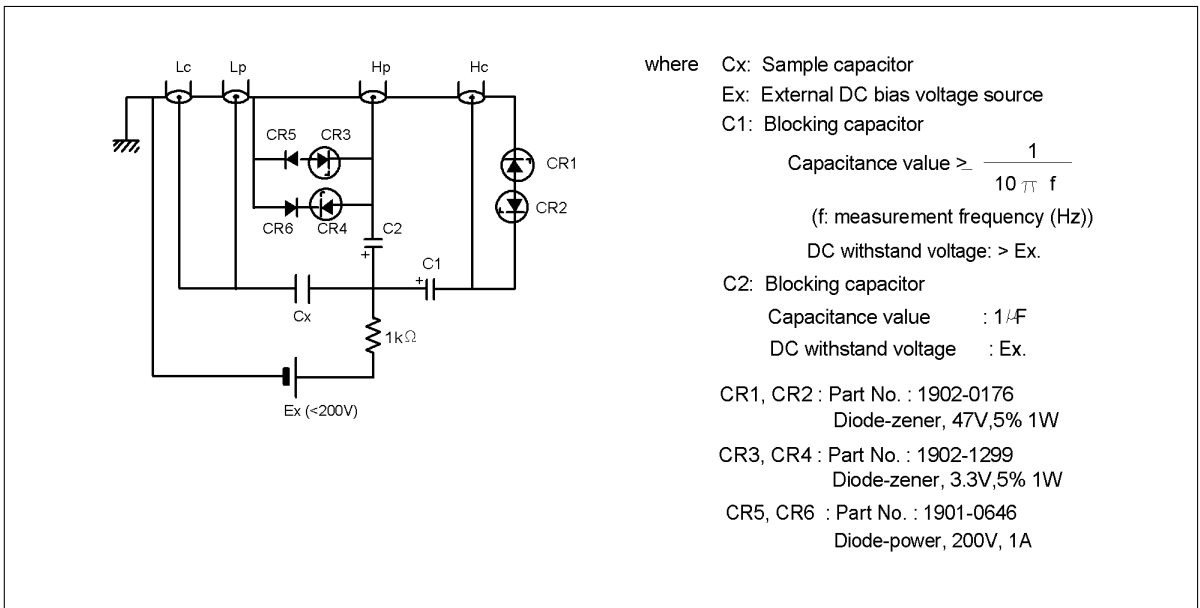 Lc Lp Hp Hc
CR5 CR3
CR1
CR6 CR4 C2
CR2
+
C1
+
Cx
1kΩ
Ex (<200V)
where Cx: Sample capacitor
Ex: External DC bias voltage source
C1: Blocking capacitor
Capacitance value ≥ 1
10 π f
(f: measurement frequency (Hz))
DC withstand voltage: > Ex.
C2: Blocking capacitor
Capacitance value : 1μF
DC withstand voltage : Ex.
CR1, CR2 : Part No. : 1902-0176
Diode-zener, 47V,5% 1W
CR3, CR4 : Part No. : 1902-1299
Diode-zener, 3.3V,5% 1W
CR5, CR6 : Part No. : 1901-0646
Diode-power, 200V, 1A